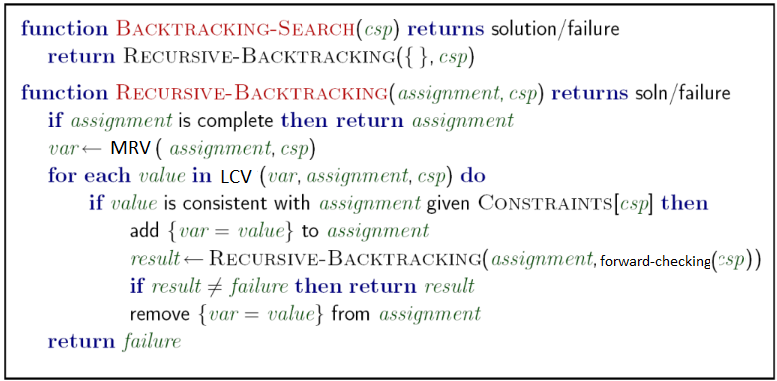 function BACKTRACKING-SEARCH(csp) returns solution/failure
return RECURSIVE-BACKTRACKING({ }, csp)
function RECURSIVE-BACKTRACKING(assignment, csp) returns soln/failure
if assignment is complete then return assignment
var ← MRV ( assignment, csp)
for each value in LCV (var, assignment, csp) do
if value is consistent with assignment given CONSTRAINTS[csp] then
add {var = value} to assignment
result ← RECURSIVE-BACKTRACKING(assignment, forward-checking(csp))
if result ≠ failure then return result
remove {var = value} from assignment
return failure